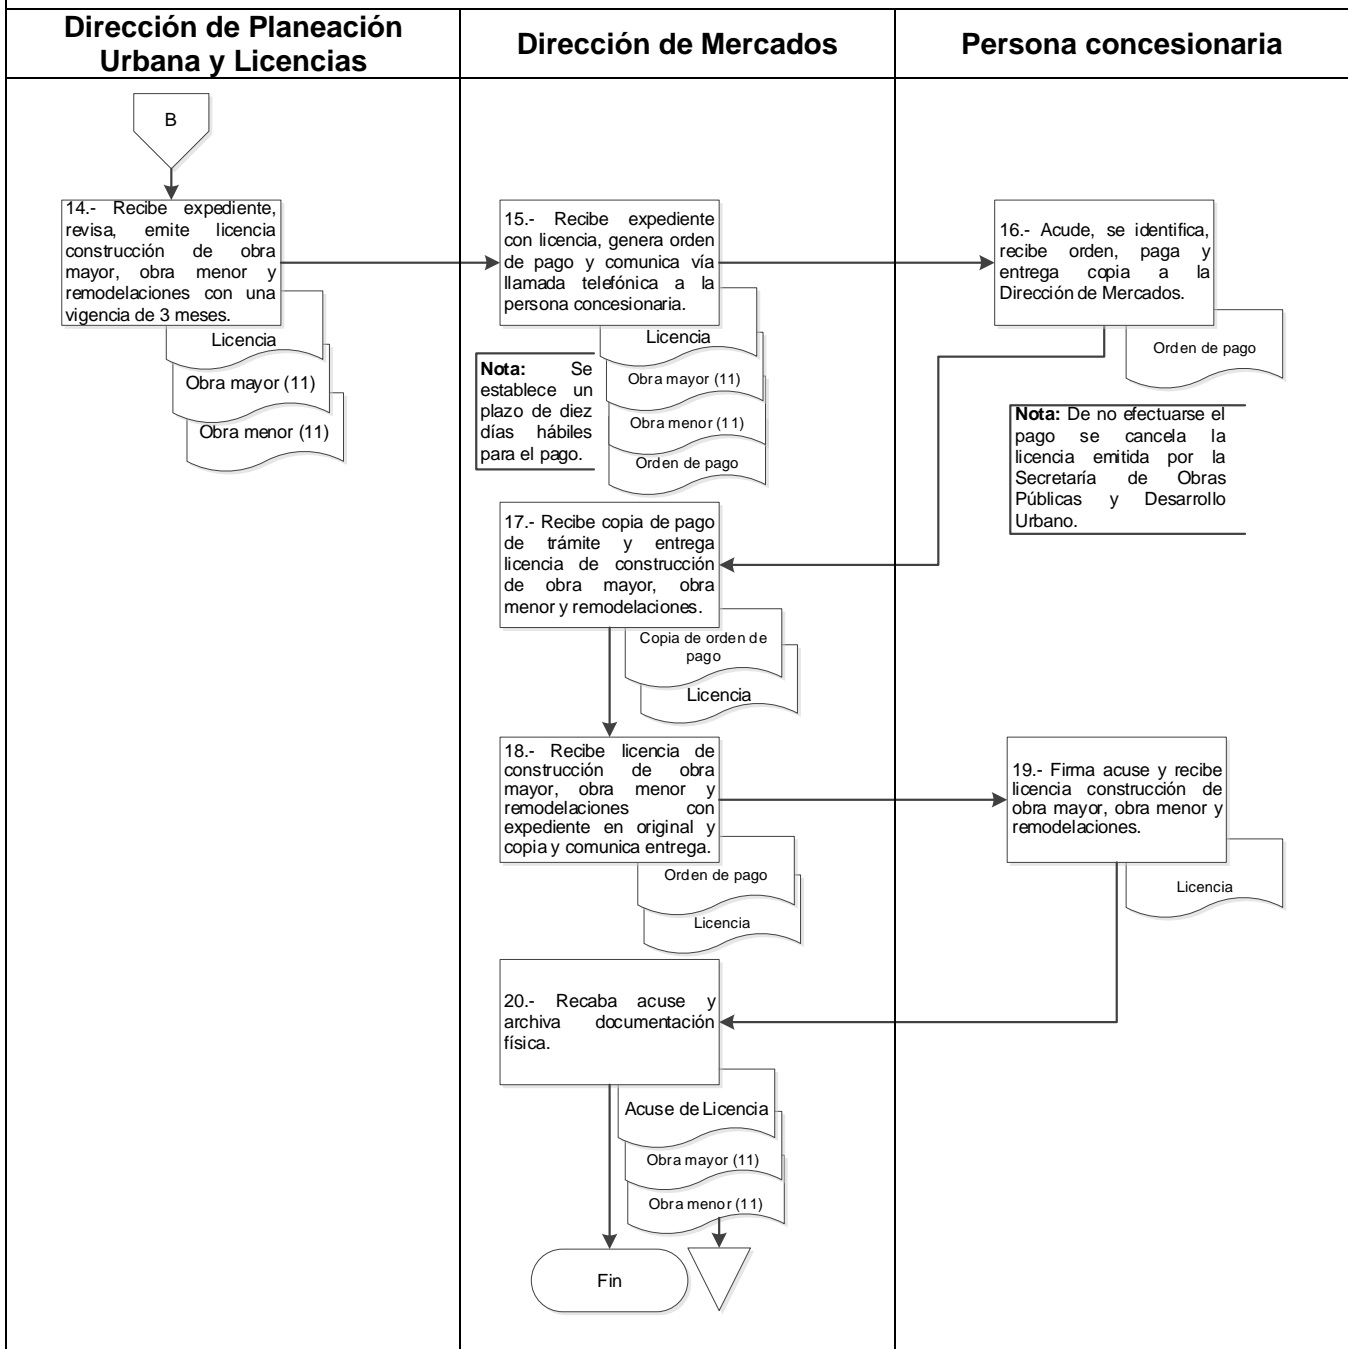 Dirección de Planeación
Urbana y Licencias
Dirección de Mercados
Persona concesionaria
B
14.- Recibe expediente,
revisa, emite licencia
construcción de obra
mayor, obra menor y
remodelaciones con una
vigencia de 3 meses.
Licencia
Obra mayor (11)
Obra menor (11)
15.- Recibe expediente
con licencia, genera orden
de pago y comunica vía
llamada telefónica a la
persona concesionaria.
Licencia
Obra mayor (11)
Obra menor (11)
Orden de pago
Nota: Se
establece un
plazo de diez
días hábiles
para el pago.
16.- Acude, se identifica,
recibe orden, paga y
entrega copia a la
Dirección de Mercados.
Orden de pago
Nota: De no efectuarse el
pago se cancela la
licencia emitida por la
Secretaría de Obras
Públicas y Desarrollo
Urbano.
17.- Recibe copia de pago
de trámite y entrega
licencia de construcción
de obra mayor, obra
menor y remodelaciones.
Copia de orden de
pago
Licencia
18.- Recibe licencia de
construcción de obra
mayor, obra menor y
remodelaciones con
expediente en original y
copia y comunica entrega.
Orden de pago
Licencia
19.- Firma acuse y recibe
licencia construcción de
obra mayor, obra menor y
remodelaciones.
Licencia
20.- Recaba acuse y
archiva documentación
física.
Acuse de Licencia
Obra mayor (11)
Obra menor (11)
Fin